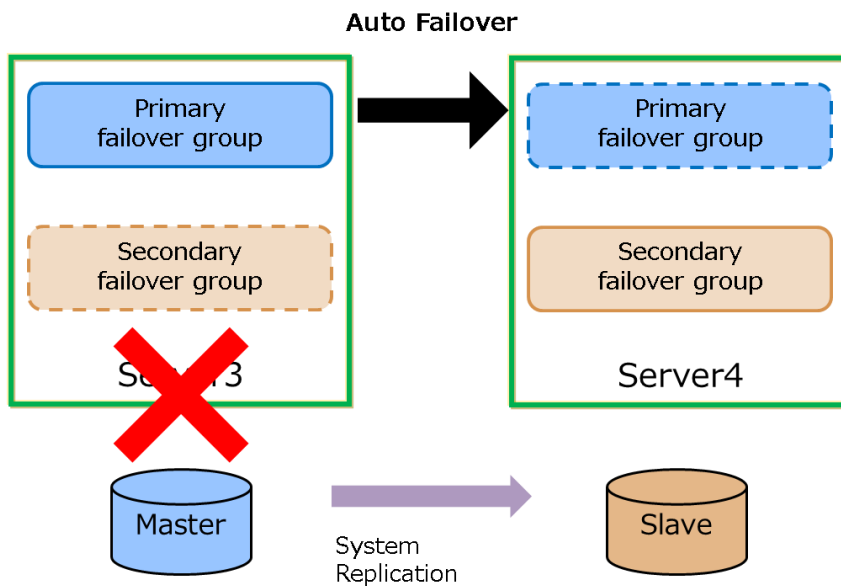 Auto Failover
Primary
failover group
Primary
failover group
Secondary
failover group
Secondary
failover group
Server3
Server4
Master
Slave
System
Replication